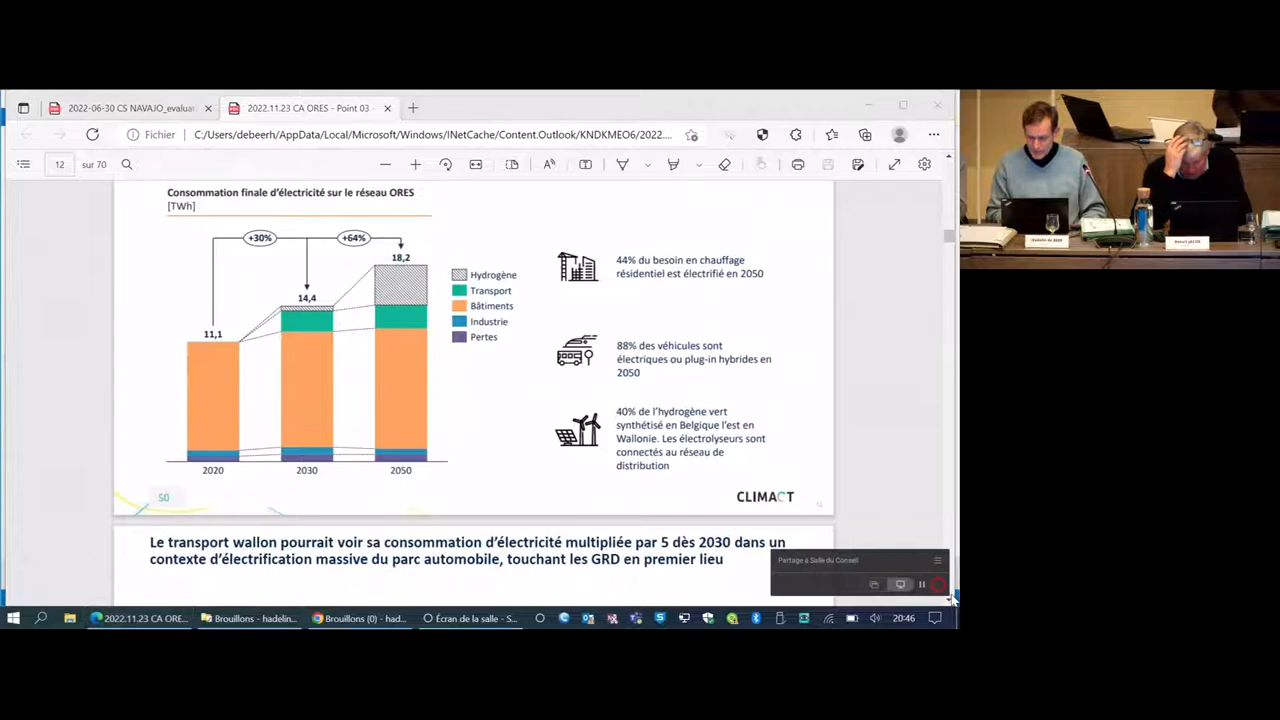 2022-06-30 CS NAVAJO_evaluat
2022.11.23 CA ORES - Point 03
Fichier
C:/Users/debeerh/AppData/Local/Microsoft/Windows/INetCache/Content.Outlook/KNDKMEO6/2022....
12 sur 70
Consommation finale d'électricité sur le réseau ORES
[TWh]
+30%
+64%
18,2
14,4
11,1
Hydrogène
Transport
Bâtiments
Industrie
Pertes
2020
2030
2050
44% du besoin en chauffage
résidentiel est électrifié en 2050
88% des véhicules sont
électriques ou plug-in hybrides en
2050
40% de l'hydrogène vert
synthétisé en Belgique l'est en
Wallonie. Les électrolyseurs sont
connectés au réseau de
distribution
50
CLIMACT
Le transport wallon pourrait voir sa consommation d'électricité multipliée par 5 dès 2030 dans un
contexte d'électrification massive du parc automobile, touchant les GRD en premier lieu
Partage à Salle du Conseil
2022.11.23 CA ORE...
Brouillons - hadelin...
Brouillons (0) - had...
Écran de la salle - S...
20:46
Hadelin de BEER
Benoît JACOB